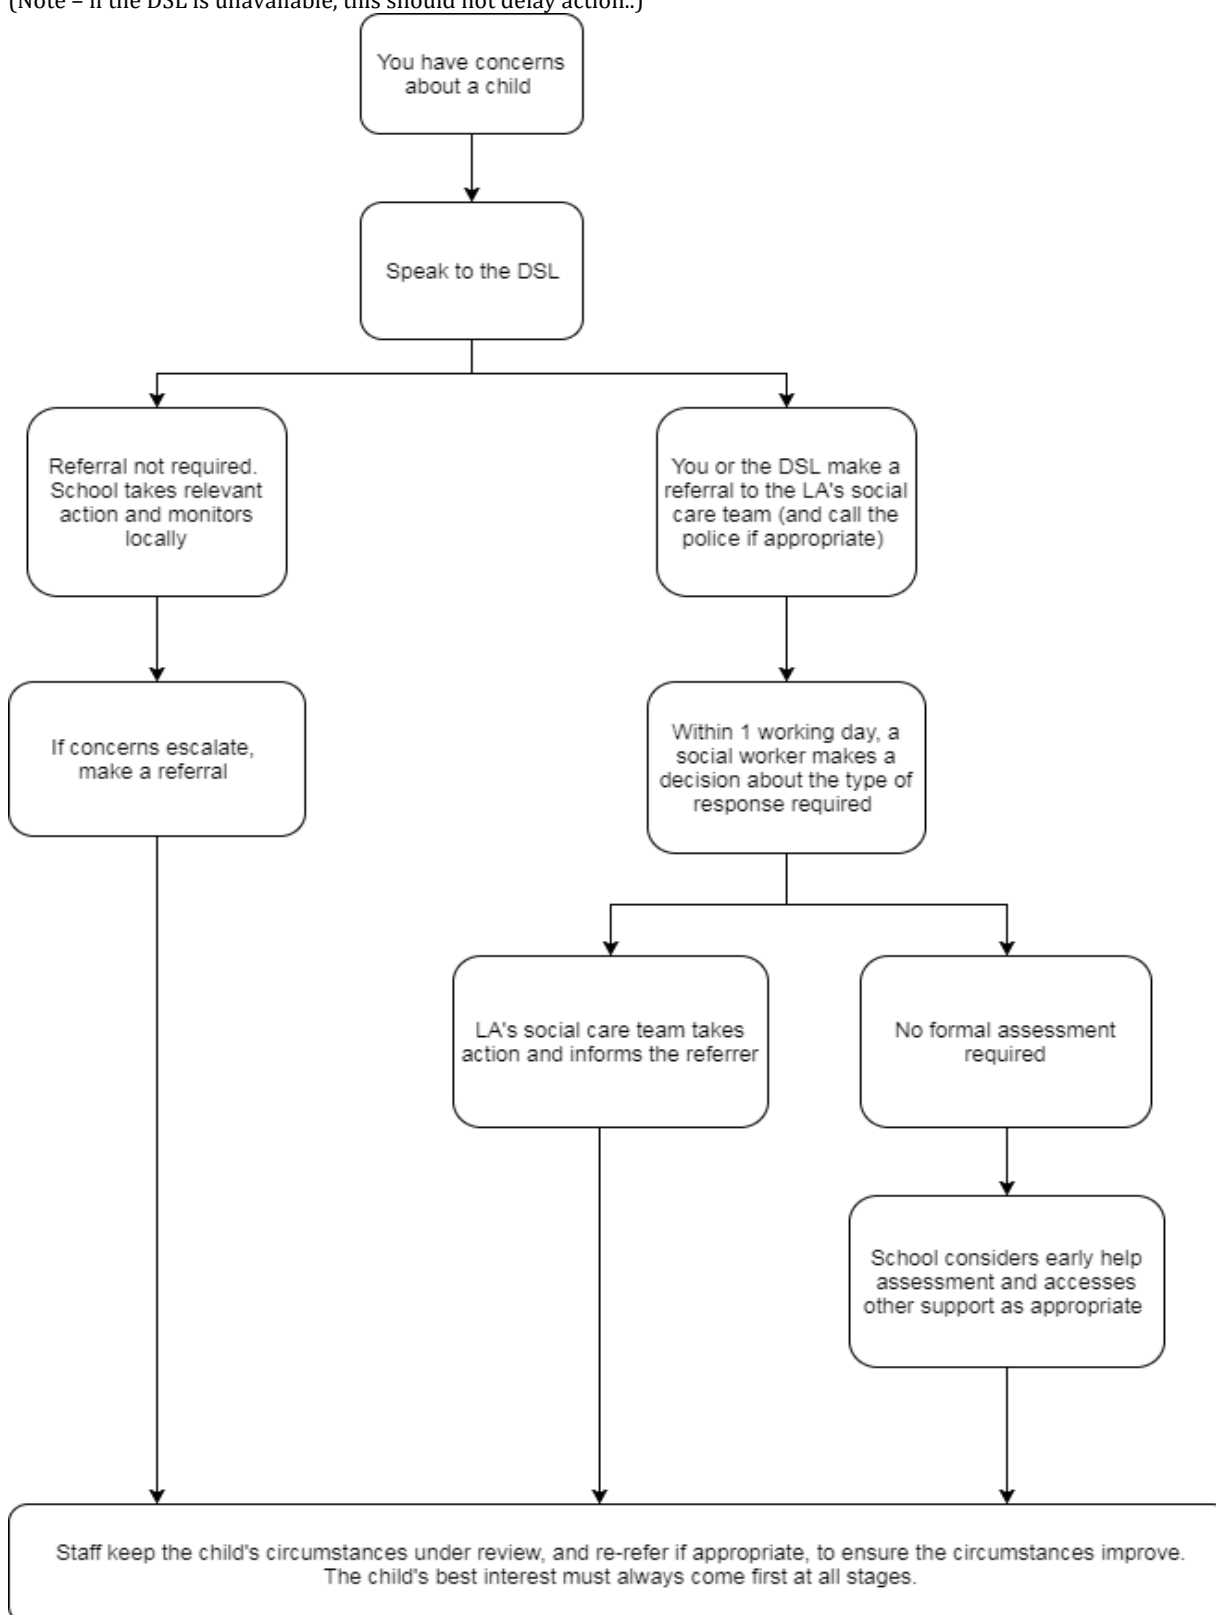 (Note – if the DSL is unavailable, this should not delay action..)
You have concerns
about a child
Speak to the DSL
Referral not required.
School takes relevant
action and monitors
locally
You or the DSL make a
referral to the LA's social
care team (and call the
police if appropriate)
If concerns escalate,
make a referral
Within 1 working day, a
social worker makes a
decision about the type of
response required
LA's social care team takes
action and informs the referrer
No formal assessment
required
School considers early help
assessment and accesses
other support as appropriate
Staff keep the child's circumstances under review, and re-refer if appropriate, to ensure the circumstances improve.
The child's best interest must always come first at all stages.